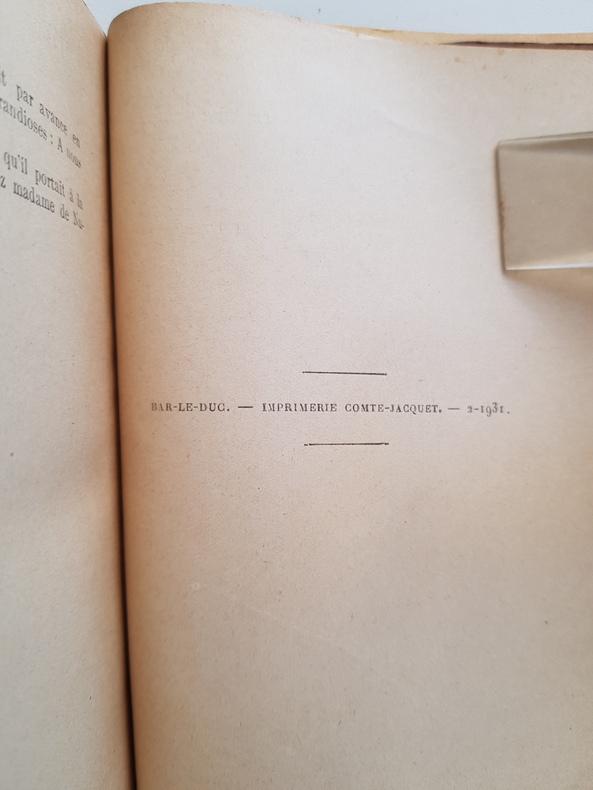 t par avance en
randioses : A nous
qu'il portait à la
z madame de Nu-
BAR-LE-DUC. — IMPRIMERIE COMTE-JACQUET. — 2-1931.